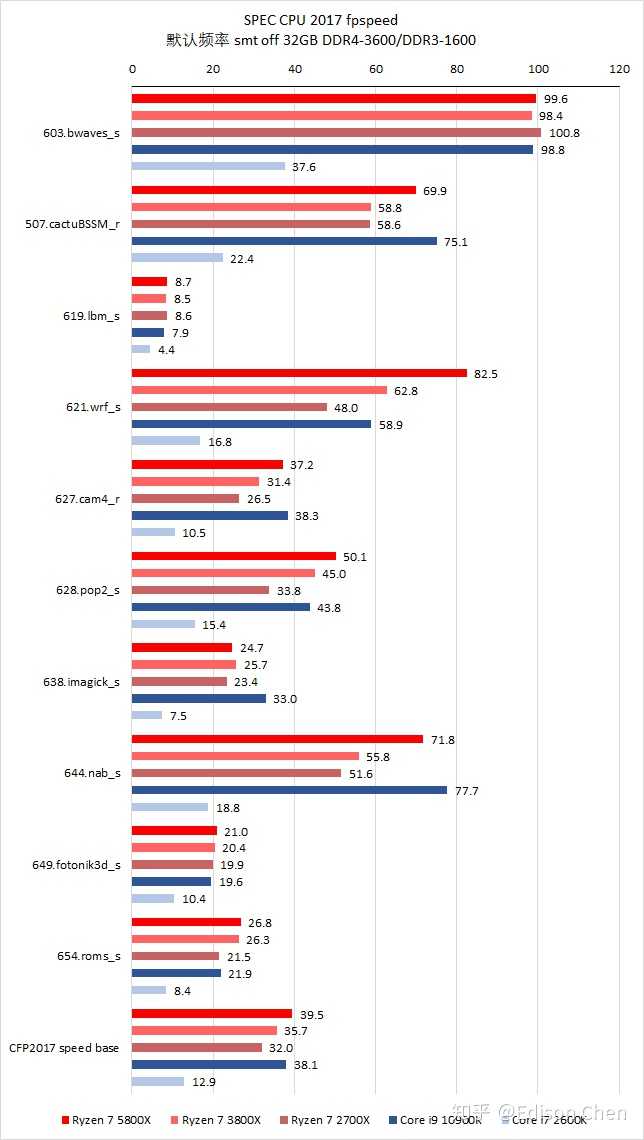 SPEC CPU 2017 fpspeed
默认频率 smt off 32GB DDR4-3600/DDR3-1600
0 20 40 60 80 100 120
99.6
98.4
603.bwaves_s 100.8
98.8
37.6
69.9
58.8
507.cactuBSSM_r 58.6
75.1
22.4
8.7
8.5
619.lbm_s 8.6
7.9
4.4
82.5
62.8
621.wrf_s 48.0
58.9
16.8
37.2
31.4
627.cam4_r 26.5
38.3
10.5
50.1
45.0
628.pop2_s 33.8
43.8
15.4
24.7
25.7
638.imagick_s 23.4
33.0
7.5
71.8
55.8
644.nab_s 51.6
77.7
18.8
21.0
20.4
649.fotonik3d_s 19.9
19.6
10.4
26.8
26.3
654.roms_s 21.5
21.9
8.4
39.5
35.7
CFP2017 speed base 32.0
38.1
12.9
知乎 @Edison Chen
Ryzen 7 5800X Ryzen 7 3800X Ryzen 7 2700X Core i9 10900k Core i7 2600K